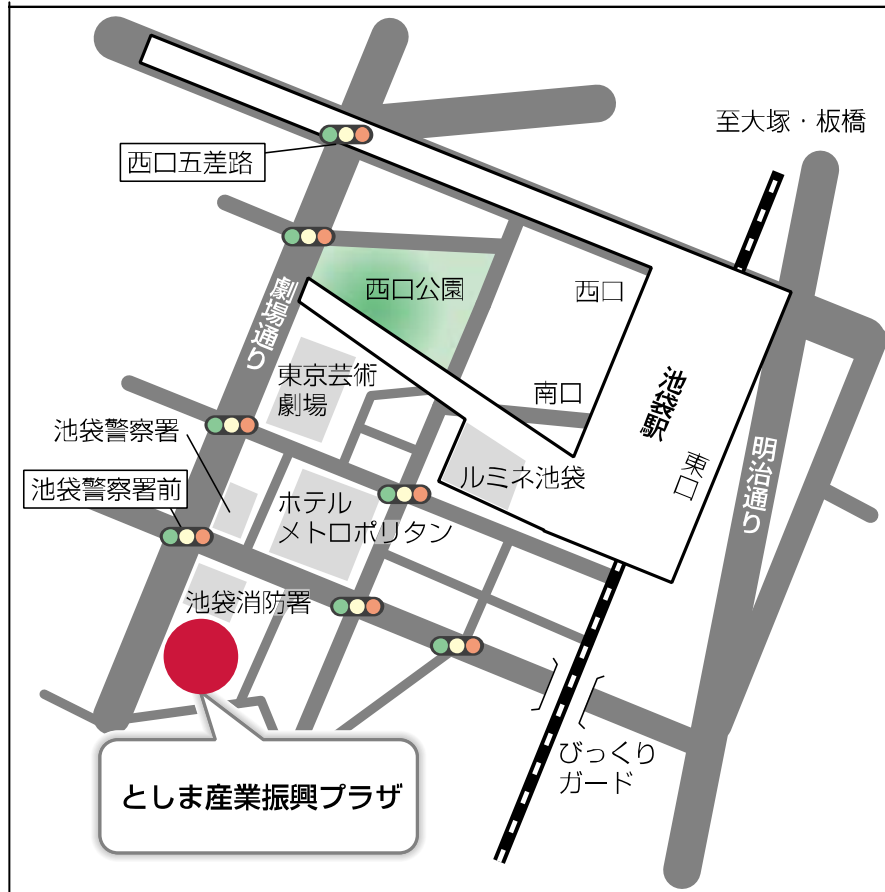 至大塚・板橋
西口五差路
劇場通り
西口公園
西口
東京芸術
劇場
南口
池袋駅
東口
明治通り
池袋警察署
池袋警察署前
ルミネ池袋
ホテル
メトロポリタン
池袋消防署
びっくり
ガード
としま産業振興プラザ